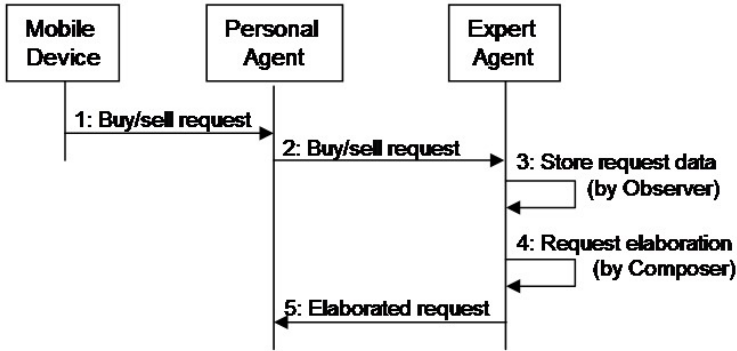 Mobile
Device
Personal
Agent
Expert
Agent
1: Buy/sell request
2: Buy/sell request
3: Store request data
(by Observer)
4: Request elaboration
(by Composer)
5: Elaborated request